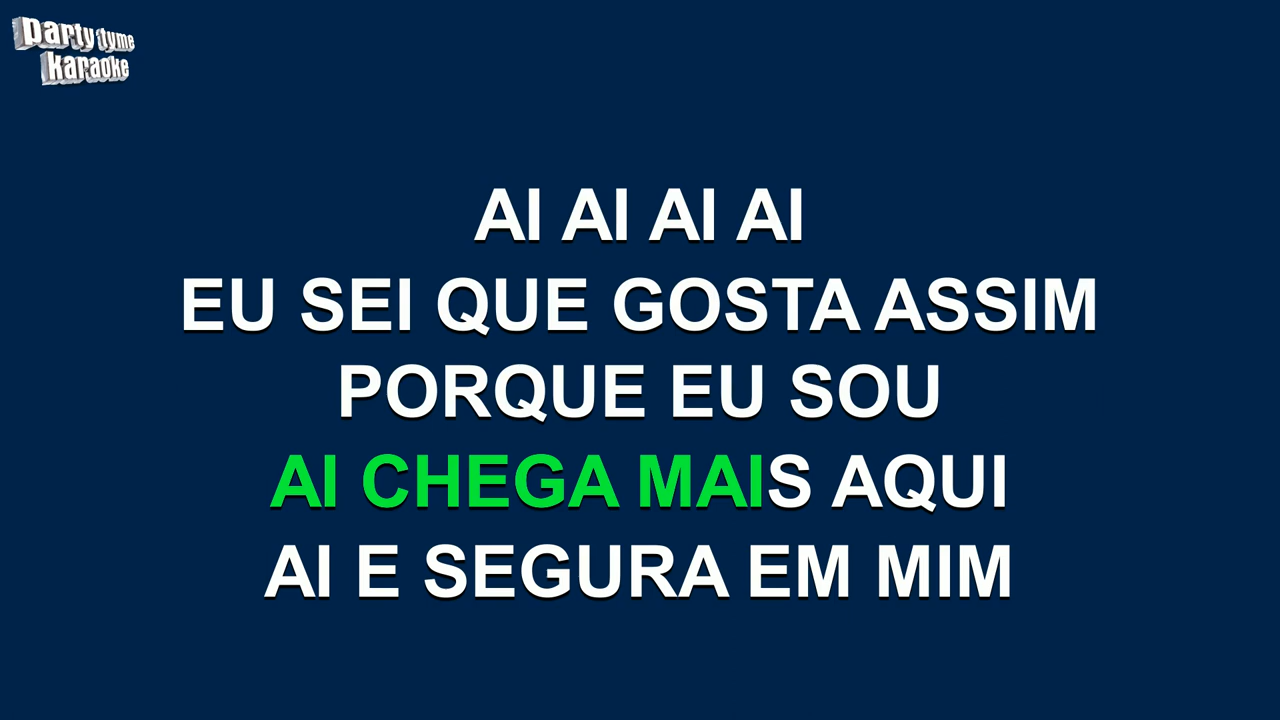 party tyme
karaoke
AI AI AI AI
EU SEI QUE GOSTA ASSIM
PORQUE EU SOU
AI CHEGA MAIS AQUI
AI E SEGURA EM MIM